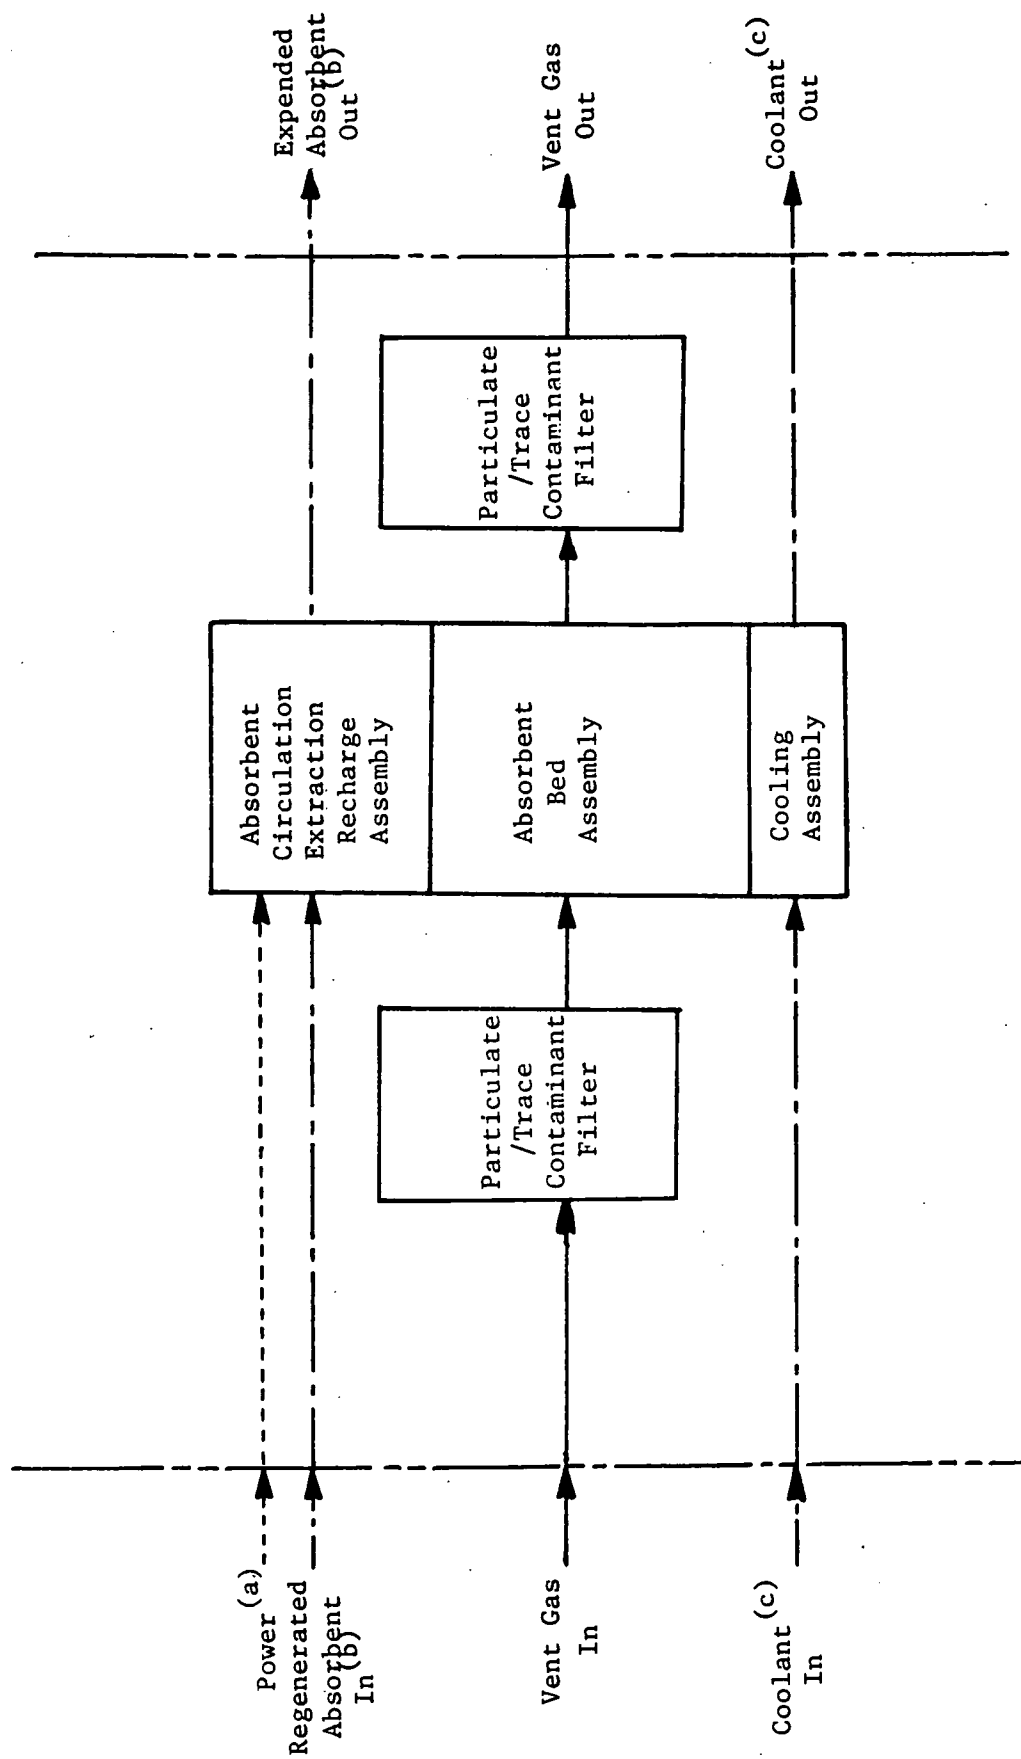 Power(a)
Regenerated
Absorbent
In(b)
Vent Gas
In
Coolant(c)
In
Particulate
/Trace
Contaminant
Filter
Absorbent
Circulation
Extraction
Recharge
Assembly
Absorbent
Bed
Assembly
Cooling
Assembly
Particulate
/Trace
Contaminant
Filter
Expended
Absorbent
Out(b)
Vent Gas
Out
Coolant(c)
Out